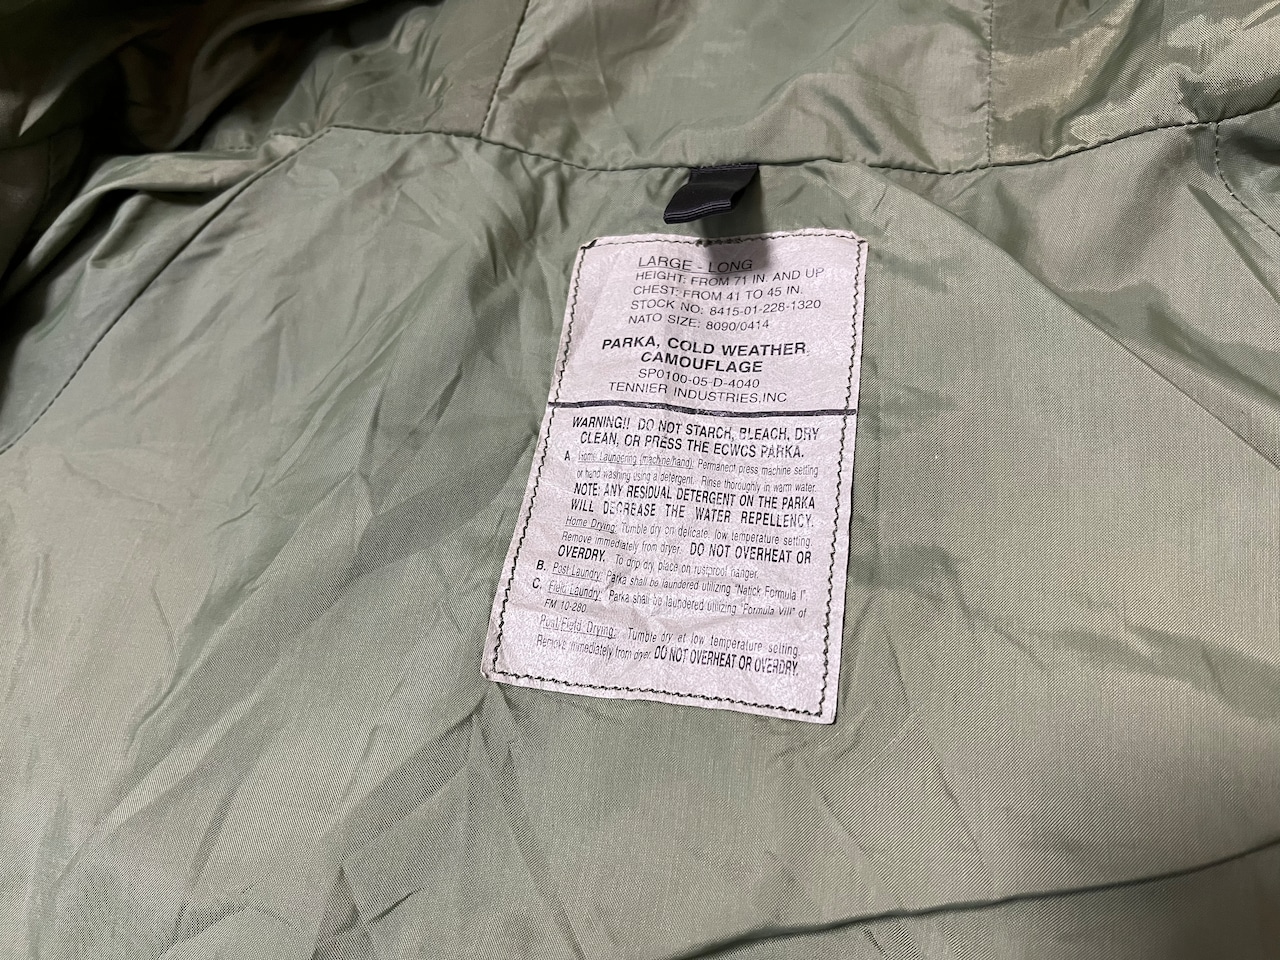 LARGE - LONG
HEIGHT: FROM 71 IN. AND UP
CHEST: FROM 41 TO 45 IN.
STOCK NO: 8415-01-228-1320
NATO SIZE: 8090/0414
PARKA, COLD WEATHER,
CAMOUFLAGE
SP0100-05-D-4040
TENNIER INDUSTRIES,INC
WARNING!! DO NOT STARCH, BLEACH, DRY
CLEAN, OR PRESS THE ECWCS PARKA.
A. Home Laundering (machine/hand): Permanent press machine setting
or hand washing using a detergent. Rinse thoroughly in warm water.
NOTE: ANY RESIDUAL DETERGENT ON THE PARKA
WILL DECREASE THE WATER REPELLENCY.
Home Drying: Tumble dry on delicate, low temperature setting.
Remove immediately from dryer. DO NOT OVERHEAT OR
OVERDRY. To drip dry, place on rustproof hanger.
B. Post Laundry: Parka shall be laundered utilizing "Natick Formula I".
C. Field Laundry: Parka shall be laundered utilizing "Formula VIII" of
FM 10-280
Post/Field Drying: Tumble dry at low temperature setting.
Remove immediately from dryer. DO NOT OVERHEAT OR OVERDRY.